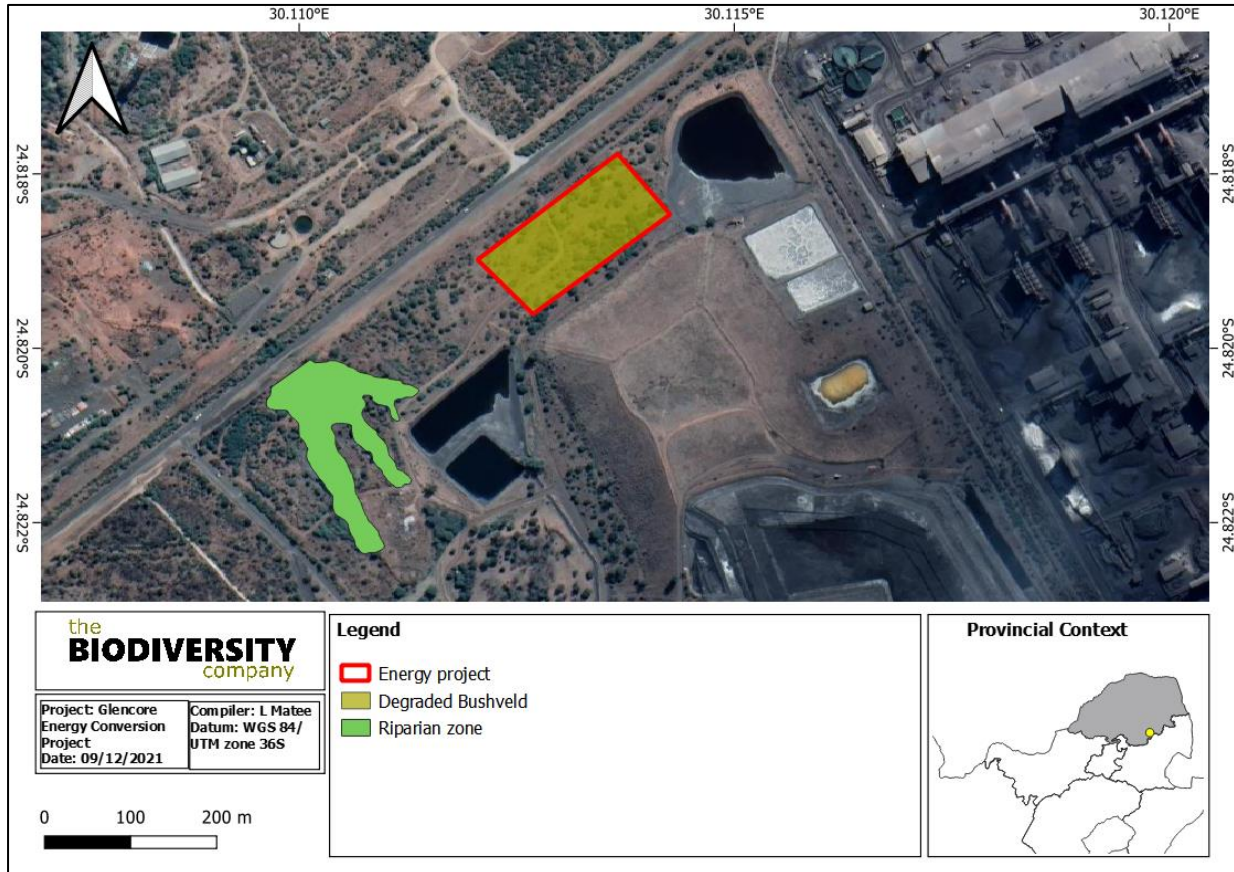 30.110°E
30.115°E
30.120°E
24.818°S
24.818°S
24.820°S
24.820°S
24.822°S
24.822°S
the
BIODIVERSITY
company
Project: Glencore
Energy Conversion
Project
Date: 09/12/2021
Compiler: L Matee
Datum: WGS 84/
UTM zone 36S
0 100 200 m
Legend
Energy project
Degraded Bushveld
Riparian zone
Provincial Context